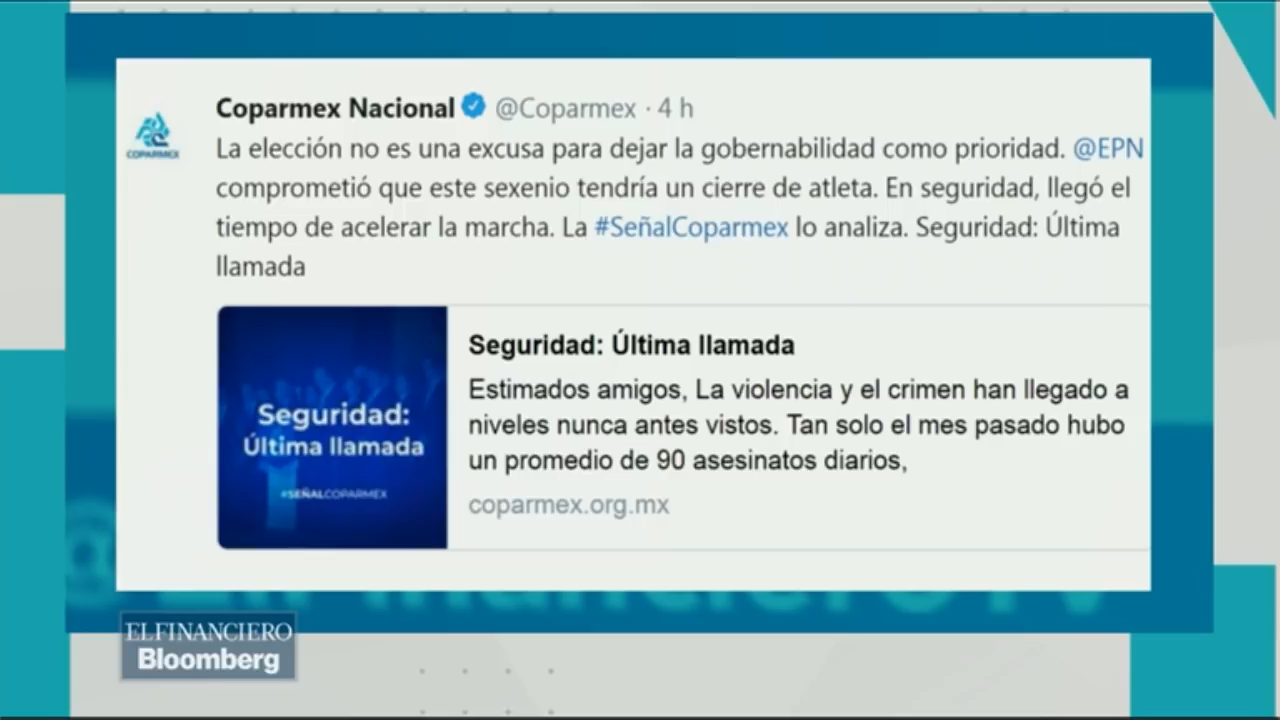 Coparmex Nacional @Coparmex · 4 h
COPARMEX
La elección no es una excusa para dejar la gobernabilidad como prioridad. @EPN
comprometió que este sexenio tendría un cierre de atleta. En seguridad, llegó el
tiempo de acelerar la marcha. La #SeñalCoparmex lo analiza. Seguridad: Última
llamada
Seguridad:
Última llamada
#SEÑALCOPARMEX
Seguridad: Última llamada
Estimados amigos, La violencia y el crimen han llegado a
niveles nunca antes vistos. Tan solo el mes pasado hubo
un promedio de 90 asesinatos diarios,
coparmex.org.mx
EL FINANCIERO
Bloomberg